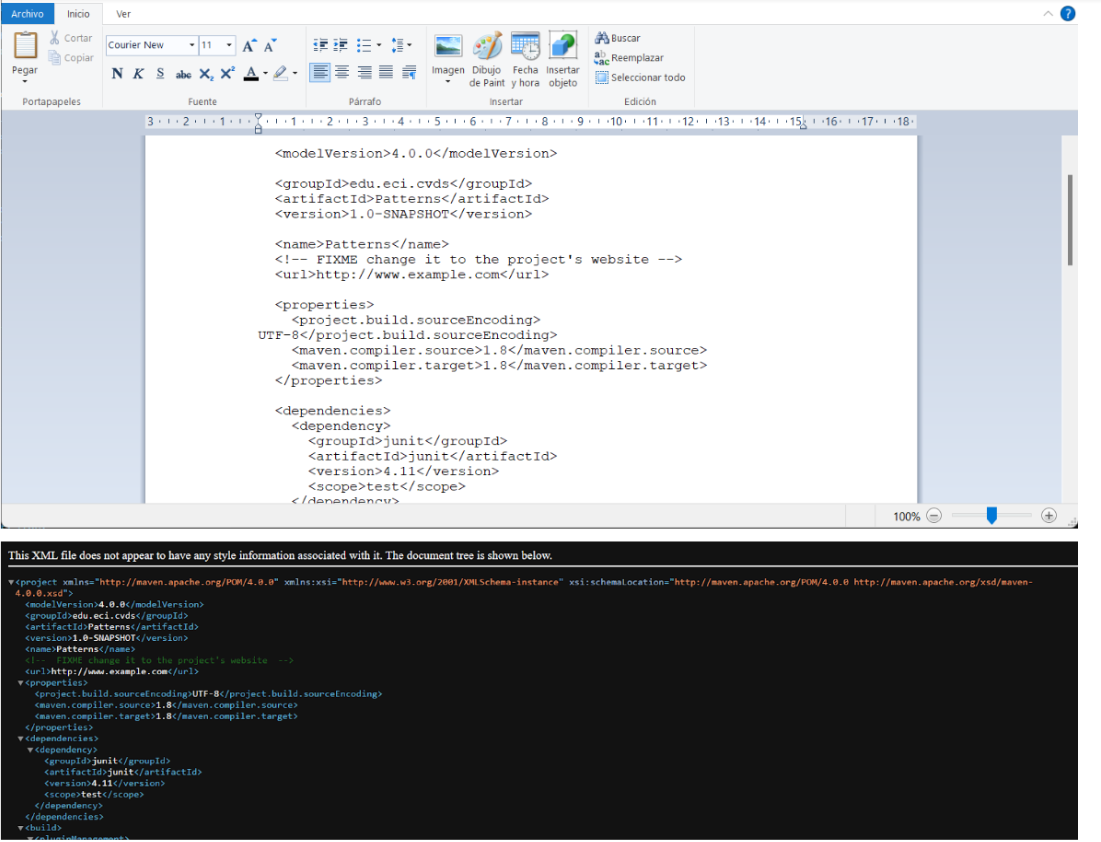 Archivo Inicio Ver
Cortar
Copiar
Pegar
Portapapeles
Courier New 11
N K S abc X₂ X² A
Fuente
Párrafo
Imagen Dibujo de Paint Fecha y hora Insertar objeto
Insertar
Buscar
Reemplazar
Seleccionar todo
Edición
3 2 1 1 2 3 4 5 6 7 8 9 10 11 12 13 14 15 16 17 18
<modelVersion>4.0.0</modelVersion>
<groupId>edu.eci.cvds</groupId>
<artifactId>Patterns</artifactId>
<version>1.0-SNAPSHOT</version>
<name>Patterns</name>
<!-- FIXME change it to the project's website -->
<url>http://www.example.com</url>
<properties>
<project.build.sourceEncoding>
UTF-8</project.build.sourceEncoding>
<maven.compiler.source>1.8</maven.compiler.source>
<maven.compiler.target>1.8</maven.compiler.target>
</properties>
<dependencies>
<dependency>
<groupId>junit</groupId>
<artifactId>junit</artifactId>
<version>4.11</version>
<scope>test</scope>
</dependency>
100%
This XML file does not appear to have any style information associated with it. The document tree is shown below.
<project xmlns="http://maven.apache.org/POM/4.0.0" xmlns:xsi="http://www.w3.org/2001/XMLSchema-instance" xsi:schemaLocation="http://maven.apache.org/POM/4.0.0 http://maven.apache.org/xsd/maven-
4.0.0.xsd">
<modelVersion>4.0.0</modelVersion>
<groupId>edu.eci.cvds</groupId>
<artifactId>Patterns</artifactId>
<version>1.0-SNAPSHOT</version>
<name>Patterns</name>
<!-- FIXME change it to the project's website -->
<url>http://www.example.com</url>
<properties>
<project.build.sourceEncoding>UTF-8</project.build.sourceEncoding>
<maven.compiler.source>1.8</maven.compiler.source>
<maven.compiler.target>1.8</maven.compiler.target>
</properties>
<dependencies>
<dependency>
<groupId>junit</groupId>
<artifactId>junit</artifactId>
<version>4.11</version>
<scope>test</scope>
</dependency>
</dependencies>
<build>
<pluginManagement>